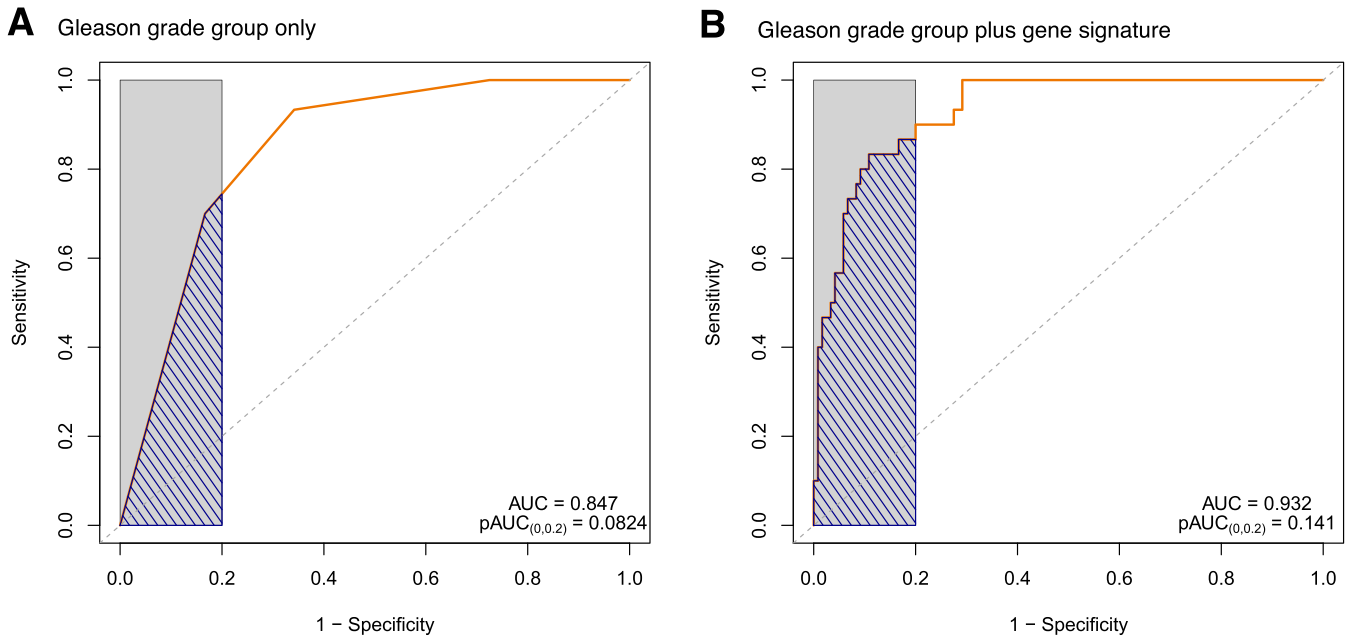 A Gleason grade group only
1.0
0.8
0.6
0.4
0.2
0.0
Sensitivity
AUC = 0.847
pAUC(0,0.2) = 0.0824
0.0 0.2 0.4 0.6 0.8 1.0
1 − Specificity
B Gleason grade group plus gene signature
1.0
0.8
0.6
0.4
0.2
0.0
Sensitivity
AUC = 0.932
pAUC(0,0.2) = 0.141
0.0 0.2 0.4 0.6 0.8 1.0
1 − Specificity